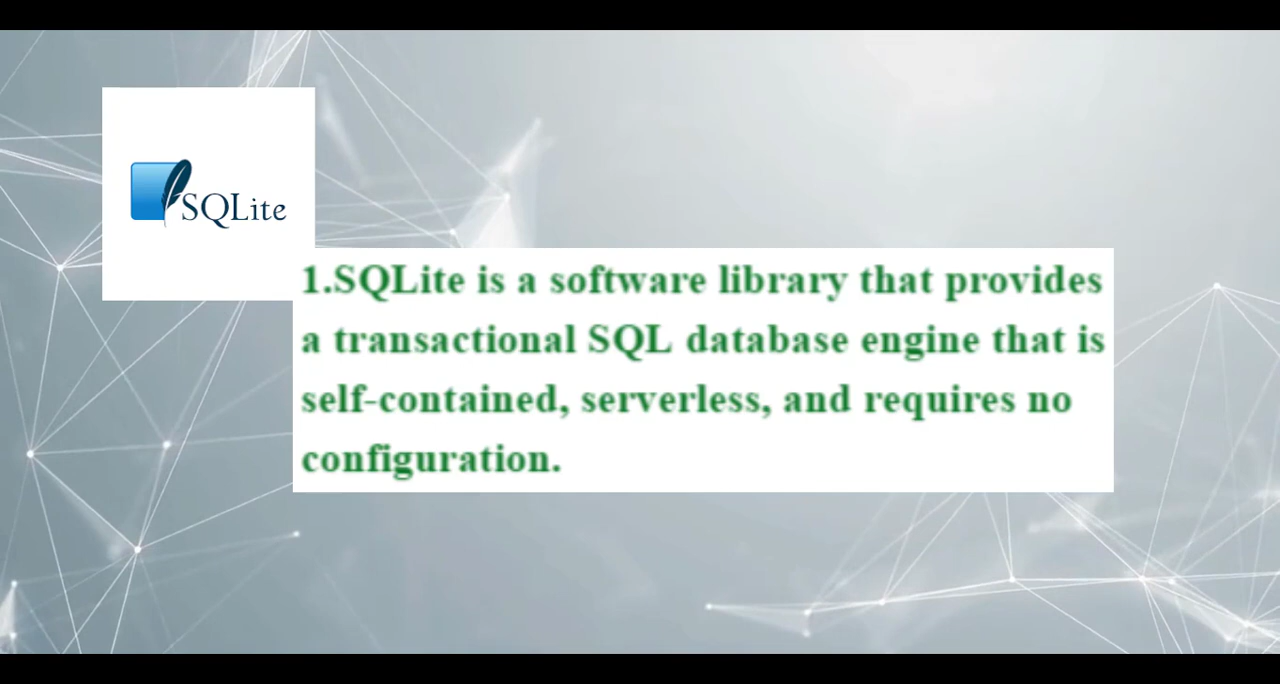 SQLite
1.SQLite is a software library that provides
a transactional SQL database engine that is
self-contained, serverless, and requires no
configuration.